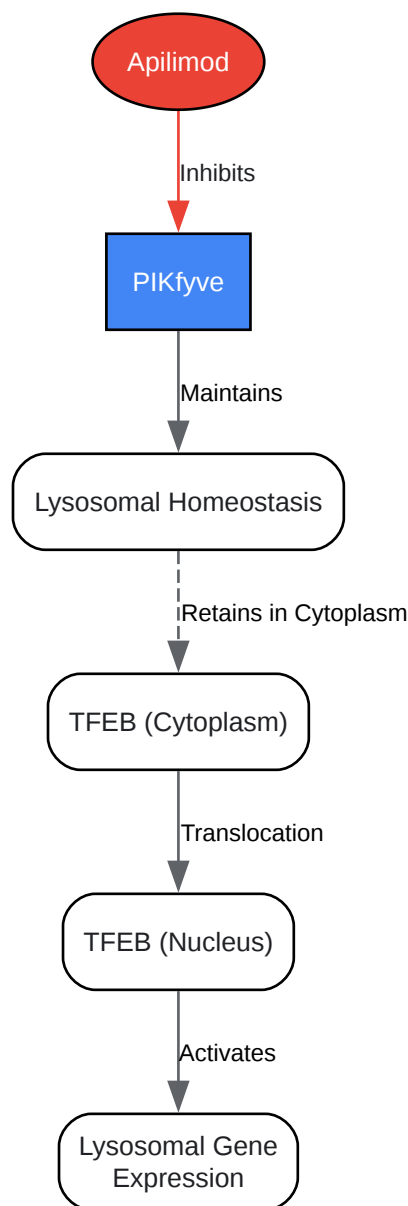 Apilimod
Inhibits
PIKfyve
Maintains
Lysosomal Homeostasis
Retains in Cytoplasm
TFEB (Cytoplasm)
Translocation
TFEB (Nucleus)
Activates
Lysosomal Gene
Expression